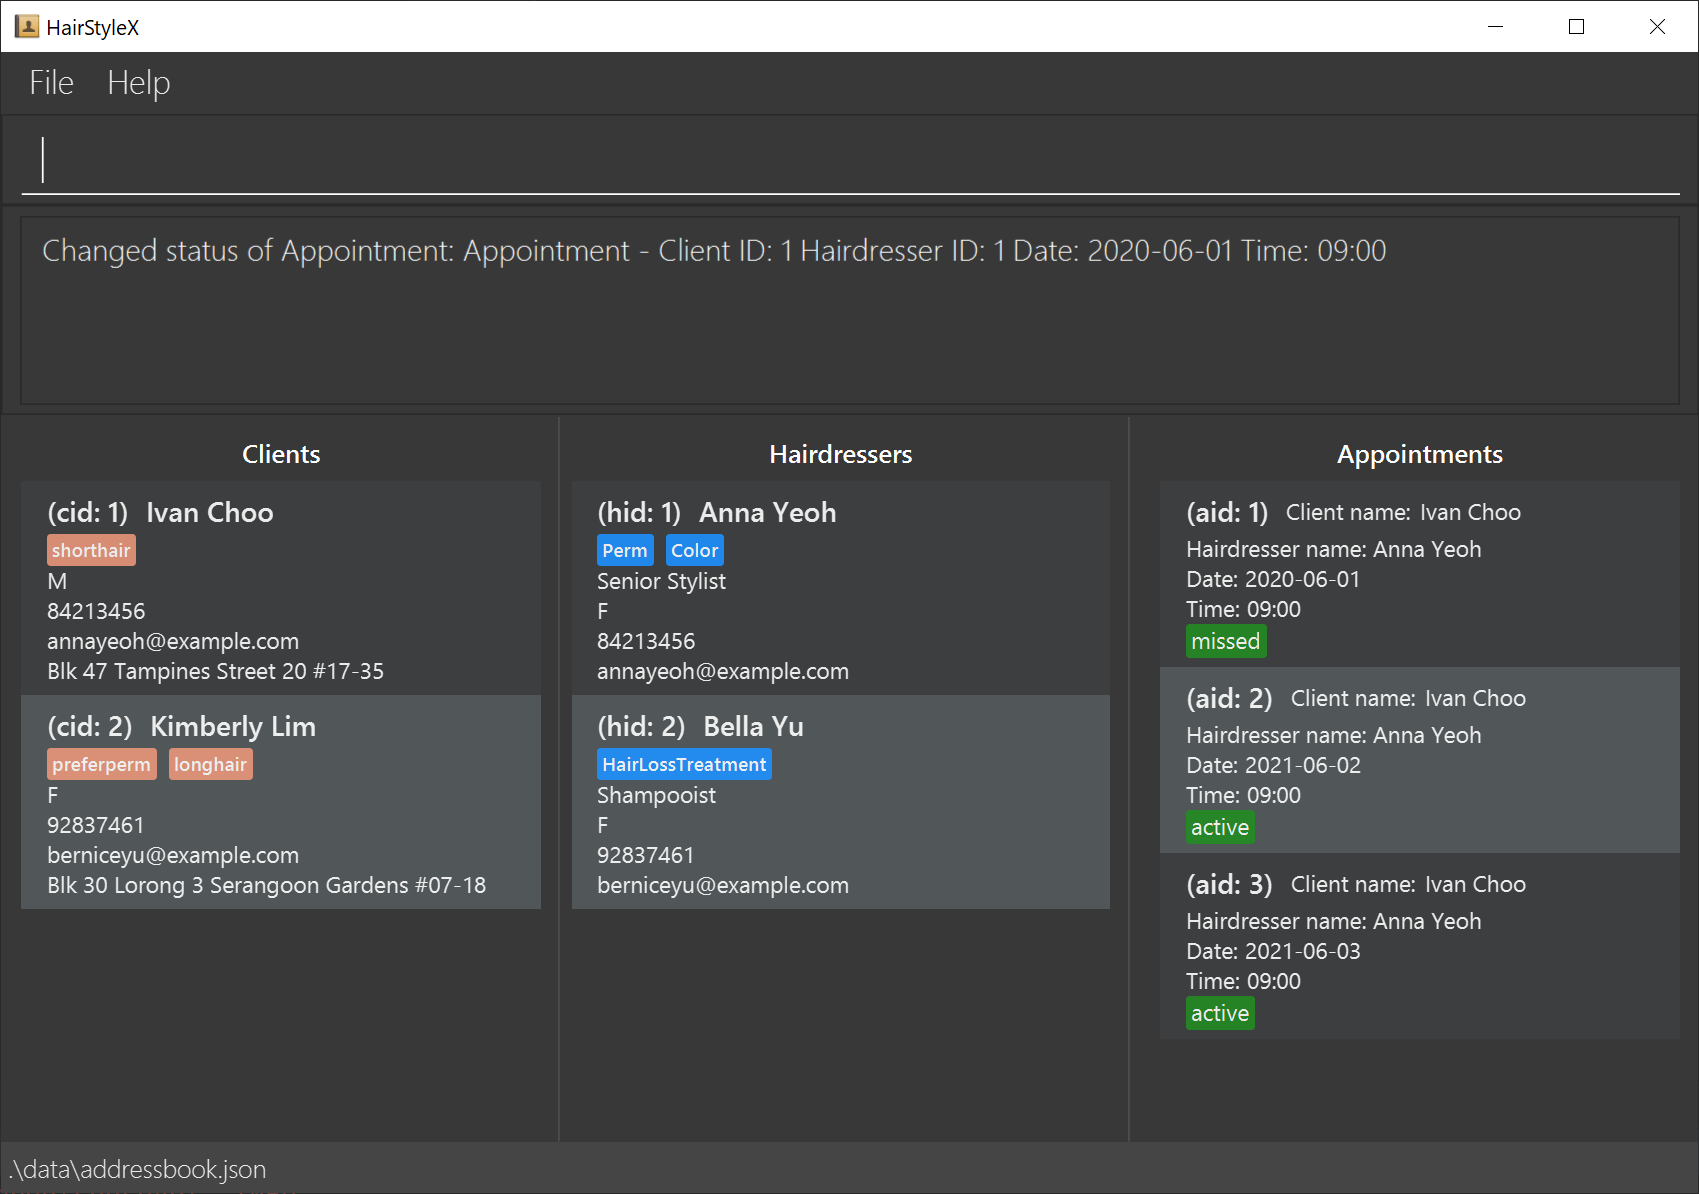 HairStyleX
File Help
Changed status of Appointment: Appointment - Client ID: 1 Hairdresser ID: 1 Date: 2020-06-01 Time: 09:00
Clients
(cid: 1) Ivan Choo
shorthair
M
84213456
annayeoh@example.com
Blk 47 Tampines Street 20 #17-35
(cid: 2) Kimberly Lim
preferperm longhair
F
92837461
berniceyu@example.com
Blk 30 Lorong 3 Serangoon Gardens #07-18
Hairdressers
(hid: 1) Anna Yeoh
Perm Color
Senior Stylist
F
84213456
annayeoh@example.com
(hid: 2) Bella Yu
HairLossTreatment
Shampooist
F
92837461
berniceyu@example.com
Appointments
(aid: 1) Client name: Ivan Choo
Hairdresser name: Anna Yeoh
Date: 2020-06-01
Time: 09:00
missed
(aid: 2) Client name: Ivan Choo
Hairdresser name: Anna Yeoh
Date: 2021-06-02
Time: 09:00
active
(aid: 3) Client name: Ivan Choo
Hairdresser name: Anna Yeoh
Date: 2021-06-03
Time: 09:00
active
.\data\addressbook.json